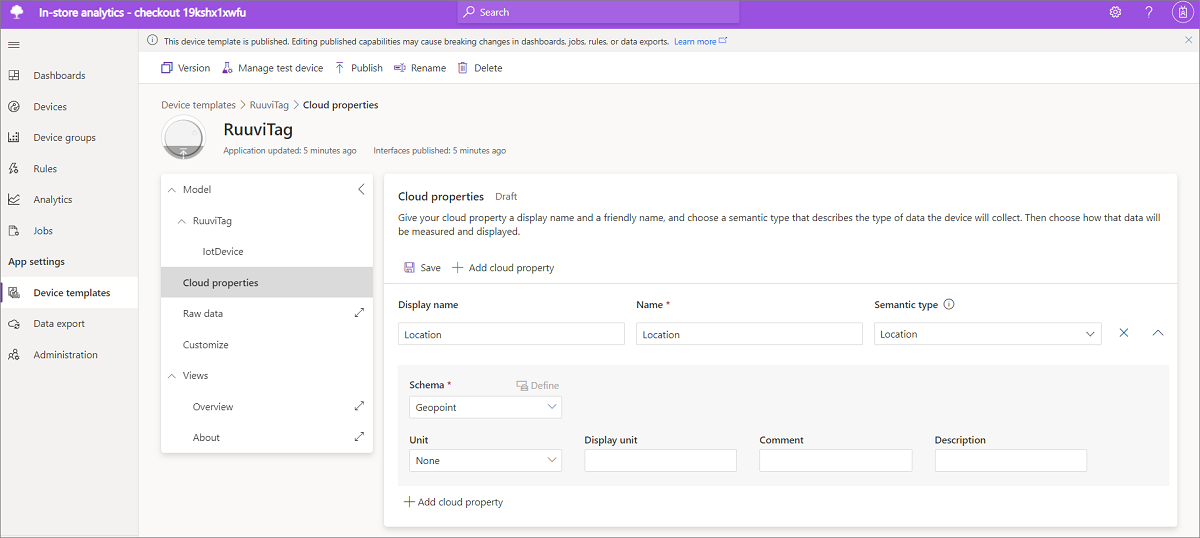 In-store analytics - checkout 19kshx1xwfu
Search
?
This device template is published. Editing published capabilities may cause breaking changes in dashboards, jobs, rules, or data exports. Learn more
Version
Manage test device
Publish
Rename
Delete
Dashboards
Devices
Device groups
Rules
Analytics
Jobs
App settings
Device templates
Data export
Administration
Device templates > RuuviTag > Cloud properties
RuuviTag
Application updated: 5 minutes ago
Interfaces published: 5 minutes ago
Model
RuuviTag
IotDevice
Cloud properties
Raw data
Customize
Views
Overview
About
Cloud properties Draft
Give your cloud property a display name and a friendly name, and choose a semantic type that describes the type of data the device will collect. Then choose how that data will
be measured and displayed.
Save
Add cloud property
Display name
Name *
Semantic type
Location
Location
Location
Schema *
Define
Geopoint
Unit
Display unit
Comment
Description
None
Add cloud property